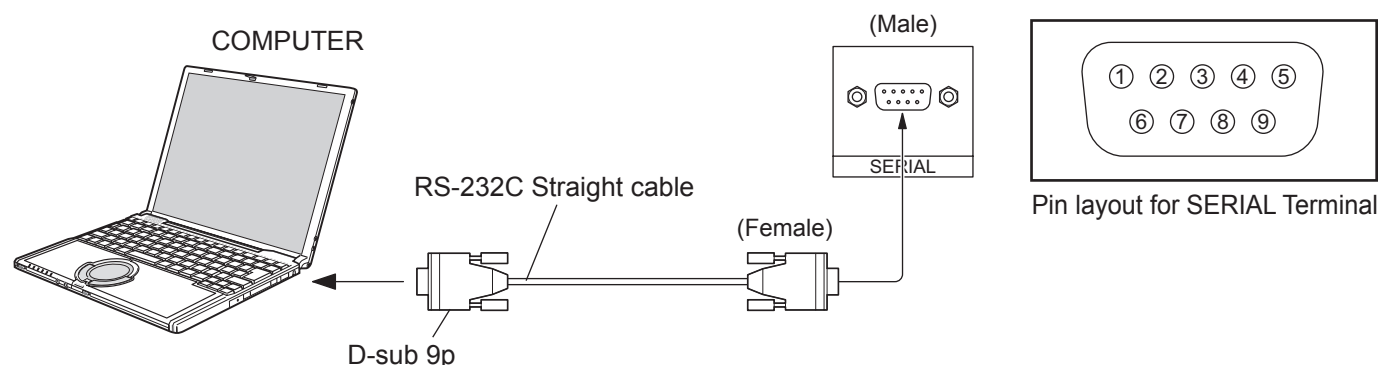 COMPUTER
(Male)
SERIAL
RS-232C Straight cable
(Female)
D-sub 9p
① ② ③ ④ ⑤
⑥ ⑦ ⑧ ⑨
Pin layout for SERIAL Terminal